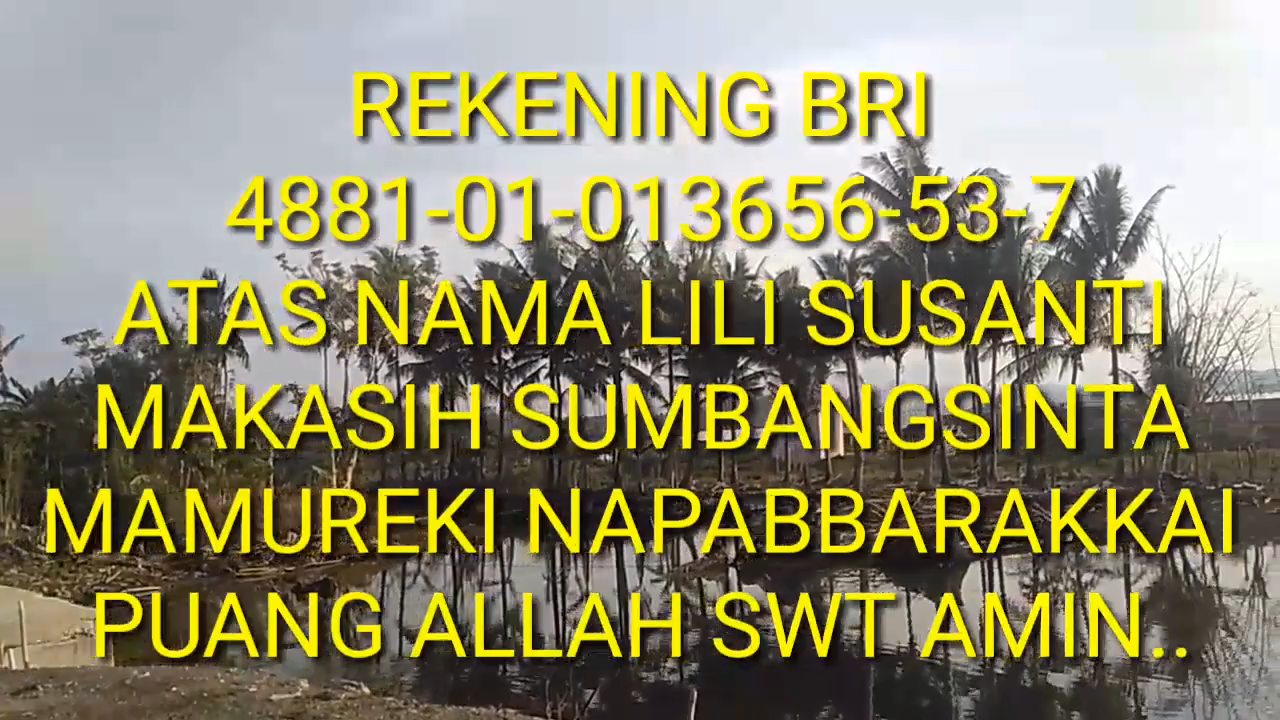 REKENING BRI
4881-01-013656-53-7
ATAS NAMA LILI SUSANTI
MAKASIH SUMBANGSINTA
MAMUREKI NAPABBARAKKAI
PUANG ALLAH SWT AMIN..